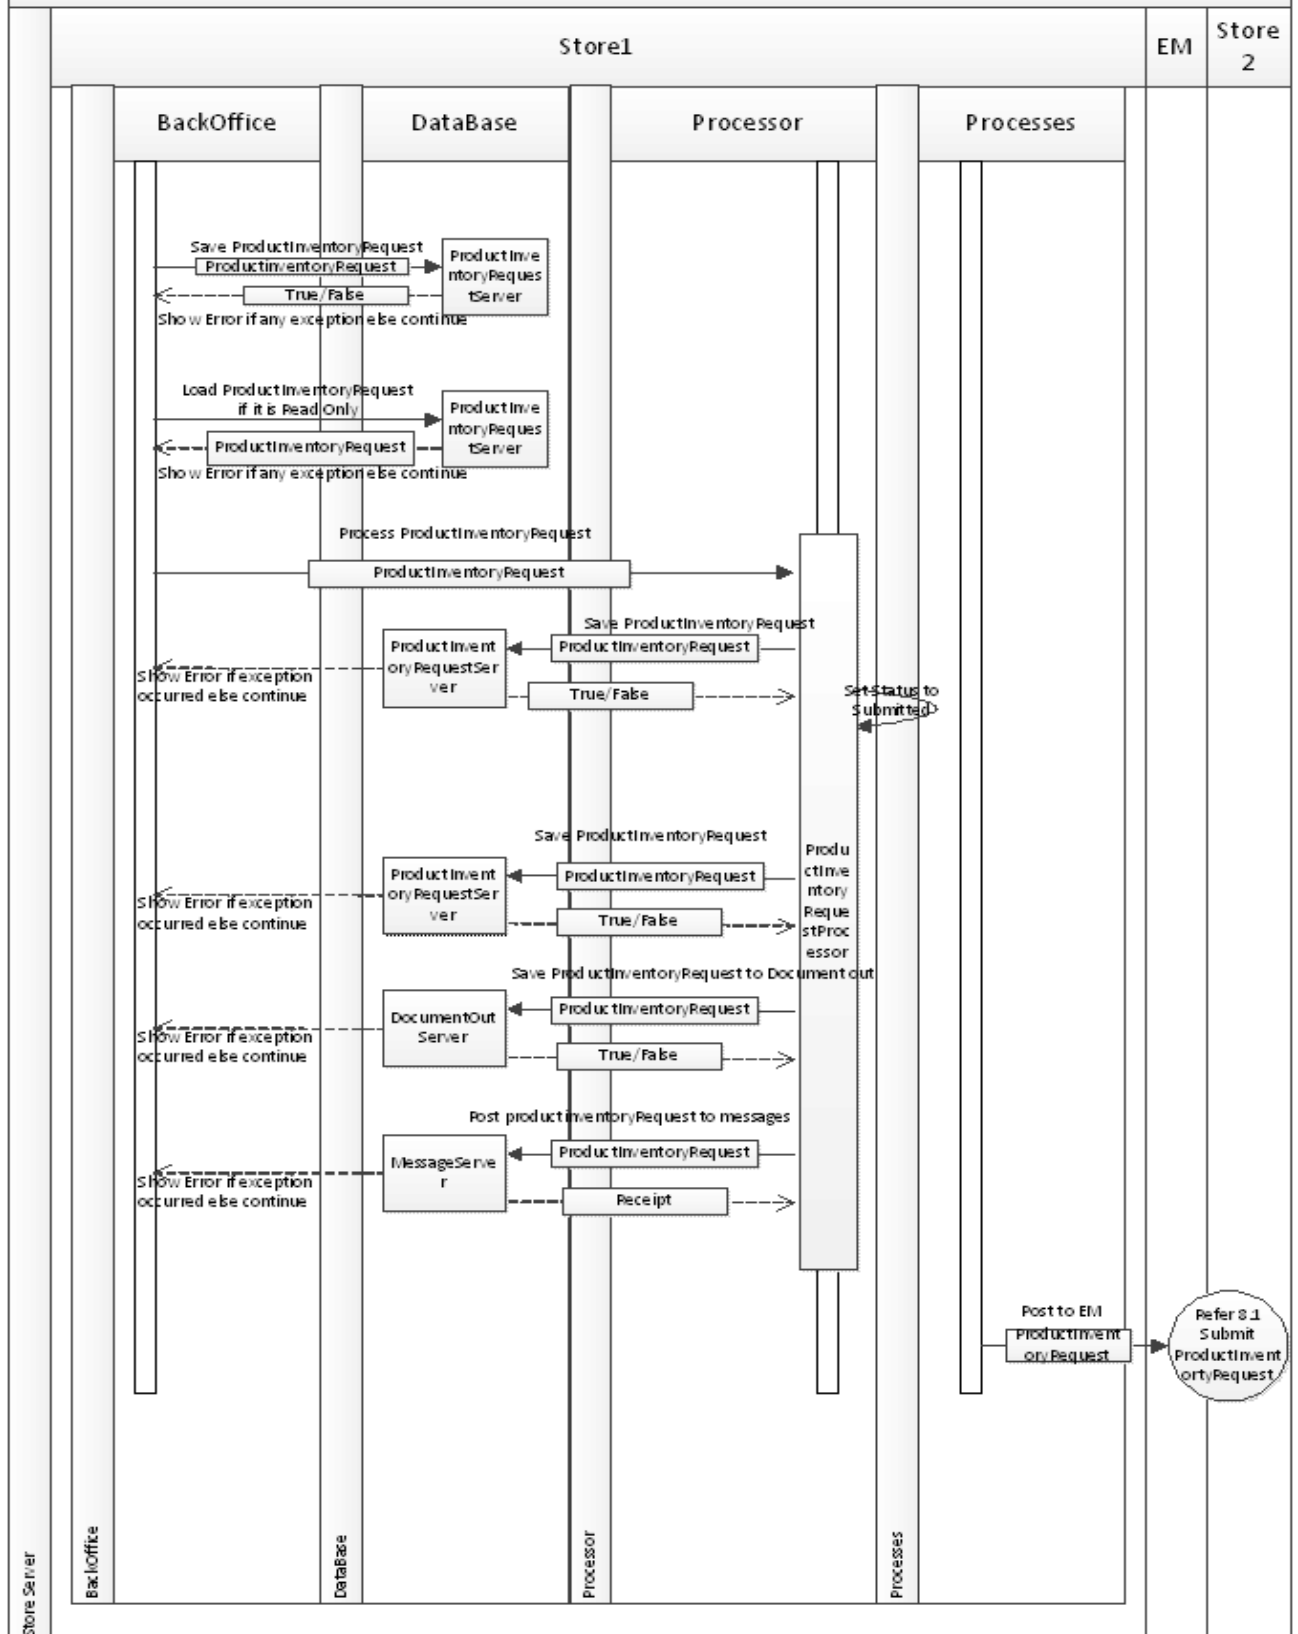 Store1
EM
Store
2
BackOffice
DataBase
Processor
Processes
Save ProductInventoryRequest
ProductinventoryRequest
ProductInve
ntoryReques
tServer
True/False
Show Error if any exception else continue
Load ProductInventoryRequest
if it is Read Only
ProductInve
ntoryReques
tServer
ProductInventoryRequest
Show Error if any exception else continue
Process ProductInventoryRequest
ProductInventoryRequest
Save ProductInventoryRequest
ProductInvent
oryRequestSer
ver
ProductInventoryRequest
Show Error if exception
occurred else continue
True/False
Set Status to
Submitted
Save ProductInventoryRequest
ProductInvent
oryRequestSer
ver
ProductInventoryRequest
Show Error if exception
occurred else continue
True/False
Produ
ctInve
ntory
Reque
stProc
essor
Save ProductInventoryRequest to Document out
DocumentOut
Server
ProductInventoryRequest
Show Error if exception
occurred else continue
True/False
Post productinventoryRequest to messages
MessageServe
r
ProductInventoryRequest
Show Error if exception
occurred else continue
Receipt
Post to EM
ProductInvent
oryRequest
Refer 8.1
Submit
ProductInvent
ortyRequest
Store Server
BackOffice
DataBase
Processor
Processes